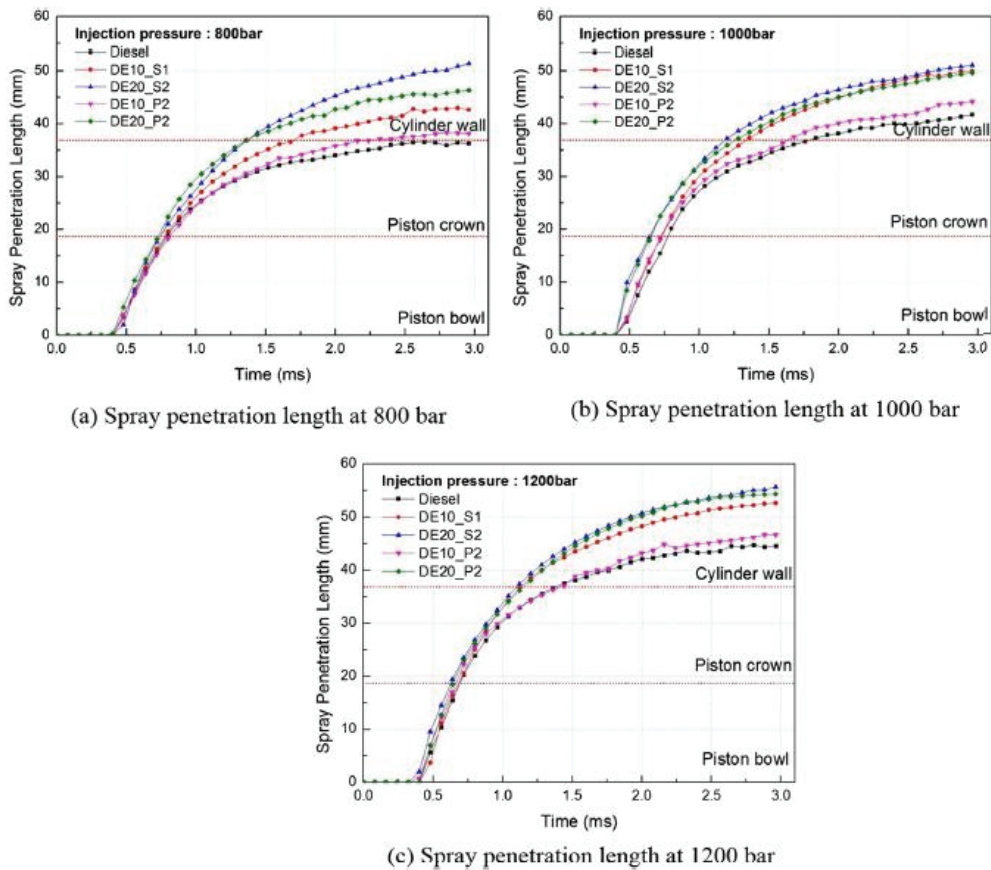 Injection pressure : 800bar
Diesel
DE10_S1
DE20_S2
DE10_P2
DE20_P2
Cylinder wall
Piston crown
Piston bowl
Spray Penetration Length (mm)
60
50
40
30
20
10
0
0.0 0.5 1.0 1.5 2.0 2.5 3.0
Time (ms)
(a) Spray penetration length at 800 bar
Injection pressure : 1000bar
Diesel
DE10_S1
DE20_S2
DE10_P2
DE20_P2
Cylinder wall
Piston crown
Piston bowl
Spray Penetration Length (mm)
60
50
40
30
20
10
0
0.0 0.5 1.0 1.5 2.0 2.5 3.0
Time (ms)
(b) Spray penetration length at 1000 bar
Injection pressure : 1200bar
Diesel
DE10_S1
DE20_S2
DE10_P2
DE20_P2
Cylinder wall
Piston crown
Piston bowl
Spray Penetration Length (mm)
60
50
40
30
20
10
0
0.0 0.5 1.0 1.5 2.0 2.5 3.0
Time (ms)
(c) Spray penetration length at 1200 bar